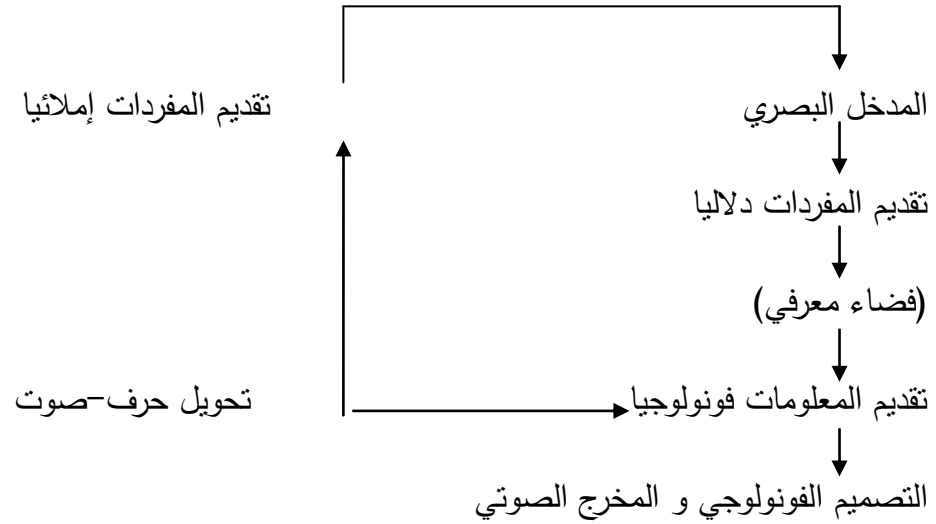 المدخل البصري
تقديم المفردات إملائيا
تقديم المفردات دلاليا
(فضاء معرفي)
تقديم المعلومات فونولوجيا
تحويل حرف-صوت
التصميم الفونولوجي و المخرج الصوتي